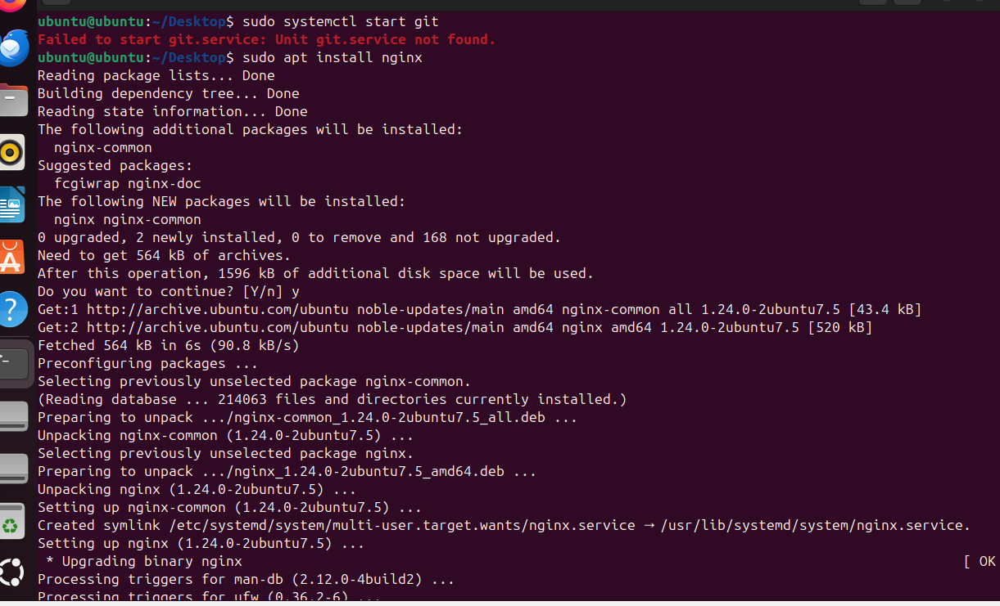 ubuntu@ubuntu:~/Desktop$ sudo systemctl start git
Failed to start git.service: Unit git.service not found.
ubuntu@ubuntu:~/Desktop$ sudo apt install nginx
Reading package lists... Done
Building dependency tree... Done
Reading state information... Done
The following additional packages will be installed:
  nginx-common
Suggested packages:
  fcgiwrap nginx-doc
The following NEW packages will be installed:
  nginx nginx-common
0 upgraded, 2 newly installed, 0 to remove and 168 not upgraded.
Need to get 564 kB of archives.
After this operation, 1596 kB of additional disk space will be used.
Do you want to continue? [Y/n] y
Get:1 http://archive.ubuntu.com/ubuntu noble-updates/main amd64 nginx-common all 1.24.0-2ubuntu7.5 [43.4 kB]
Get:2 http://archive.ubuntu.com/ubuntu noble-updates/main amd64 nginx amd64 1.24.0-2ubuntu7.5 [520 kB]
Fetched 564 kB in 6s (90.8 kB/s)
Preconfiguring packages ...
Selecting previously unselected package nginx-common.
(Reading database ... 214063 files and directories currently installed.)
Preparing to unpack .../nginx-common_1.24.0-2ubuntu7.5_all.deb ...
Unpacking nginx-common (1.24.0-2ubuntu7.5) ...
Selecting previously unselected package nginx.
Preparing to unpack .../nginx_1.24.0-2ubuntu7.5_amd64.deb ...
Unpacking nginx (1.24.0-2ubuntu7.5) ...
Setting up nginx-common (1.24.0-2ubuntu7.5) ...
Created symlink /etc/systemd/system/multi-user.target.wants/nginx.service → /usr/lib/systemd/system/nginx.service.
Setting up nginx (1.24.0-2ubuntu7.5) ...
 * Upgrading binary nginx [ OK
Processing triggers for man-db (2.12.0-4build2) ...
Processing triggers for ufw (0.36.2-6) ...